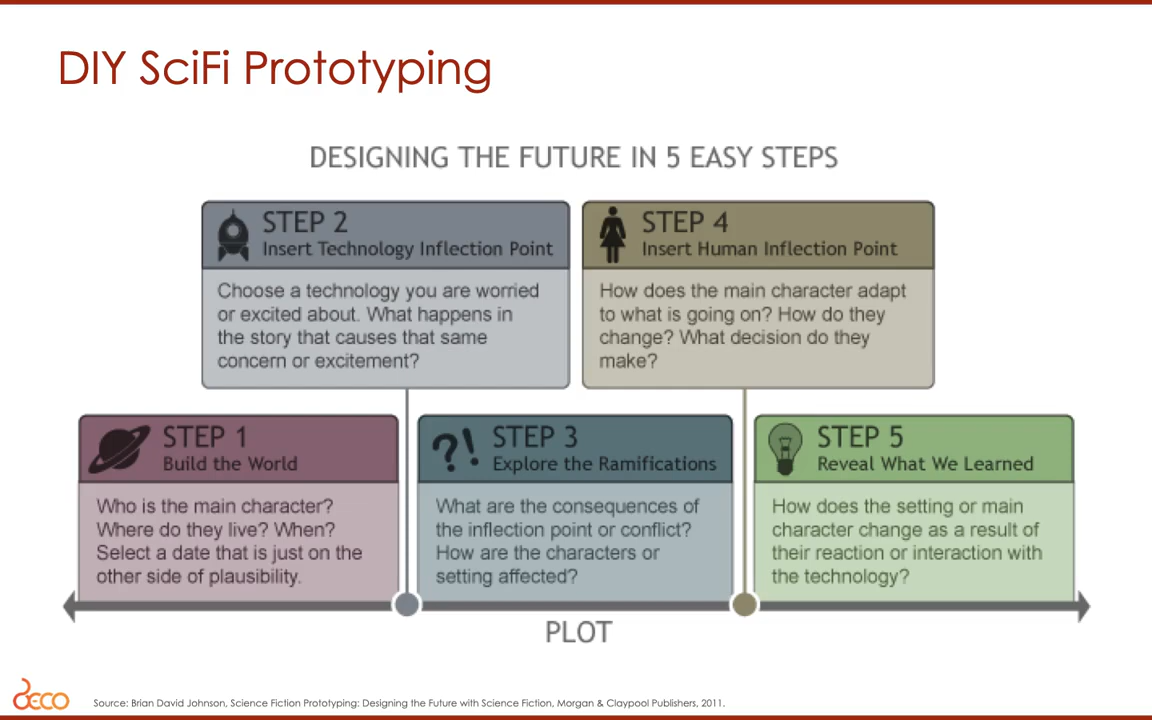 DIY SciFi Prototyping
DESIGNING THE FUTURE IN 5 EASY STEPS
STEP 2
Insert Technology Inflection Point
Choose a technology you are worried
or excited about. What happens in
the story that causes that same
concern or excitement?
STEP 4
Insert Human Inflection Point
How does the main character adapt
to what is going on? How do they
change? What decision do they
make?
STEP 1
Build the World
Who is the main character?
Where do they live? When?
Select a date that is just on the
other side of plausibility.
?!
STEP 3
Explore the Ramifications
What are the consequences of
the inflection point or conflict?
How are the characters or
setting affected?
STEP 5
Reveal What We Learned
How does the setting or main
character change as a result of
their reaction or interaction with
the technology?
PLOT
DECO
Source: Brian David Johnson, Science Fiction Prototyping: Designing the Future with Science Fiction, Morgan & Claypool Publishers, 2011.